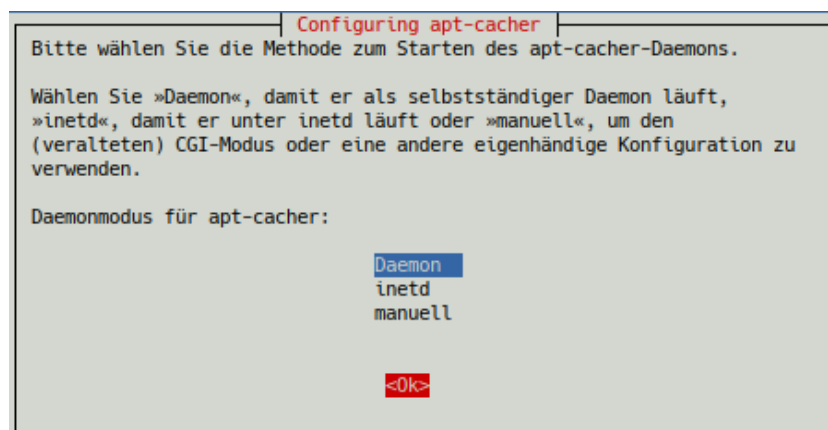 Configuring apt-cacher
Bitte wählen Sie die Methode zum Starten des apt-cacher-Daemons.
Wählen Sie »Daemon«, damit er als selbstständiger Daemon läuft,
»inetd«, damit er unter inetd läuft oder »manuell«, um den
(veralteten) CGI-Modus oder eine andere eigenhändige Konfiguration zu
verwenden.
Daemonmodus für apt-cacher:
Daemon
inetd
manuell
<Ok>